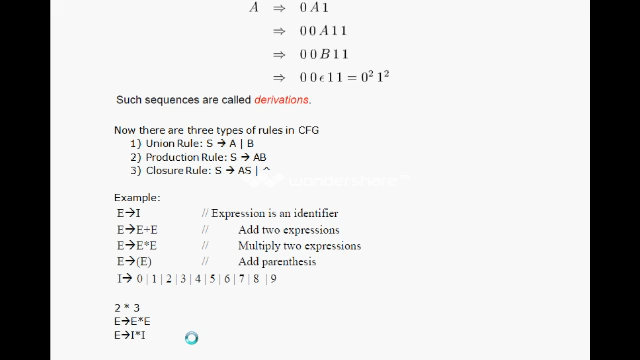 A ⇒ 0 A 1
⇒ 0 0 A 1 1
⇒ 0 0 B 1 1
⇒ 0 0 ϵ 1 1 = 0² 1²
Such sequences are called derivations.
Now there are three types of rules in CFG
1) Union Rule: S → A | B
2) Production Rule: S → AB
3) Closure Rule: S → AS | ^
wondershare
Example:
E→I // Expression is an identifier
E→E+E // Add two expressions
E→E*E // Multiply two expressions
E→(E) // Add parenthesis
I→ 0 | 1 | 2 | 3 | 4 | 5 | 6 | 7 | 8 | 9
2 * 3
E→E*E
E→I*I